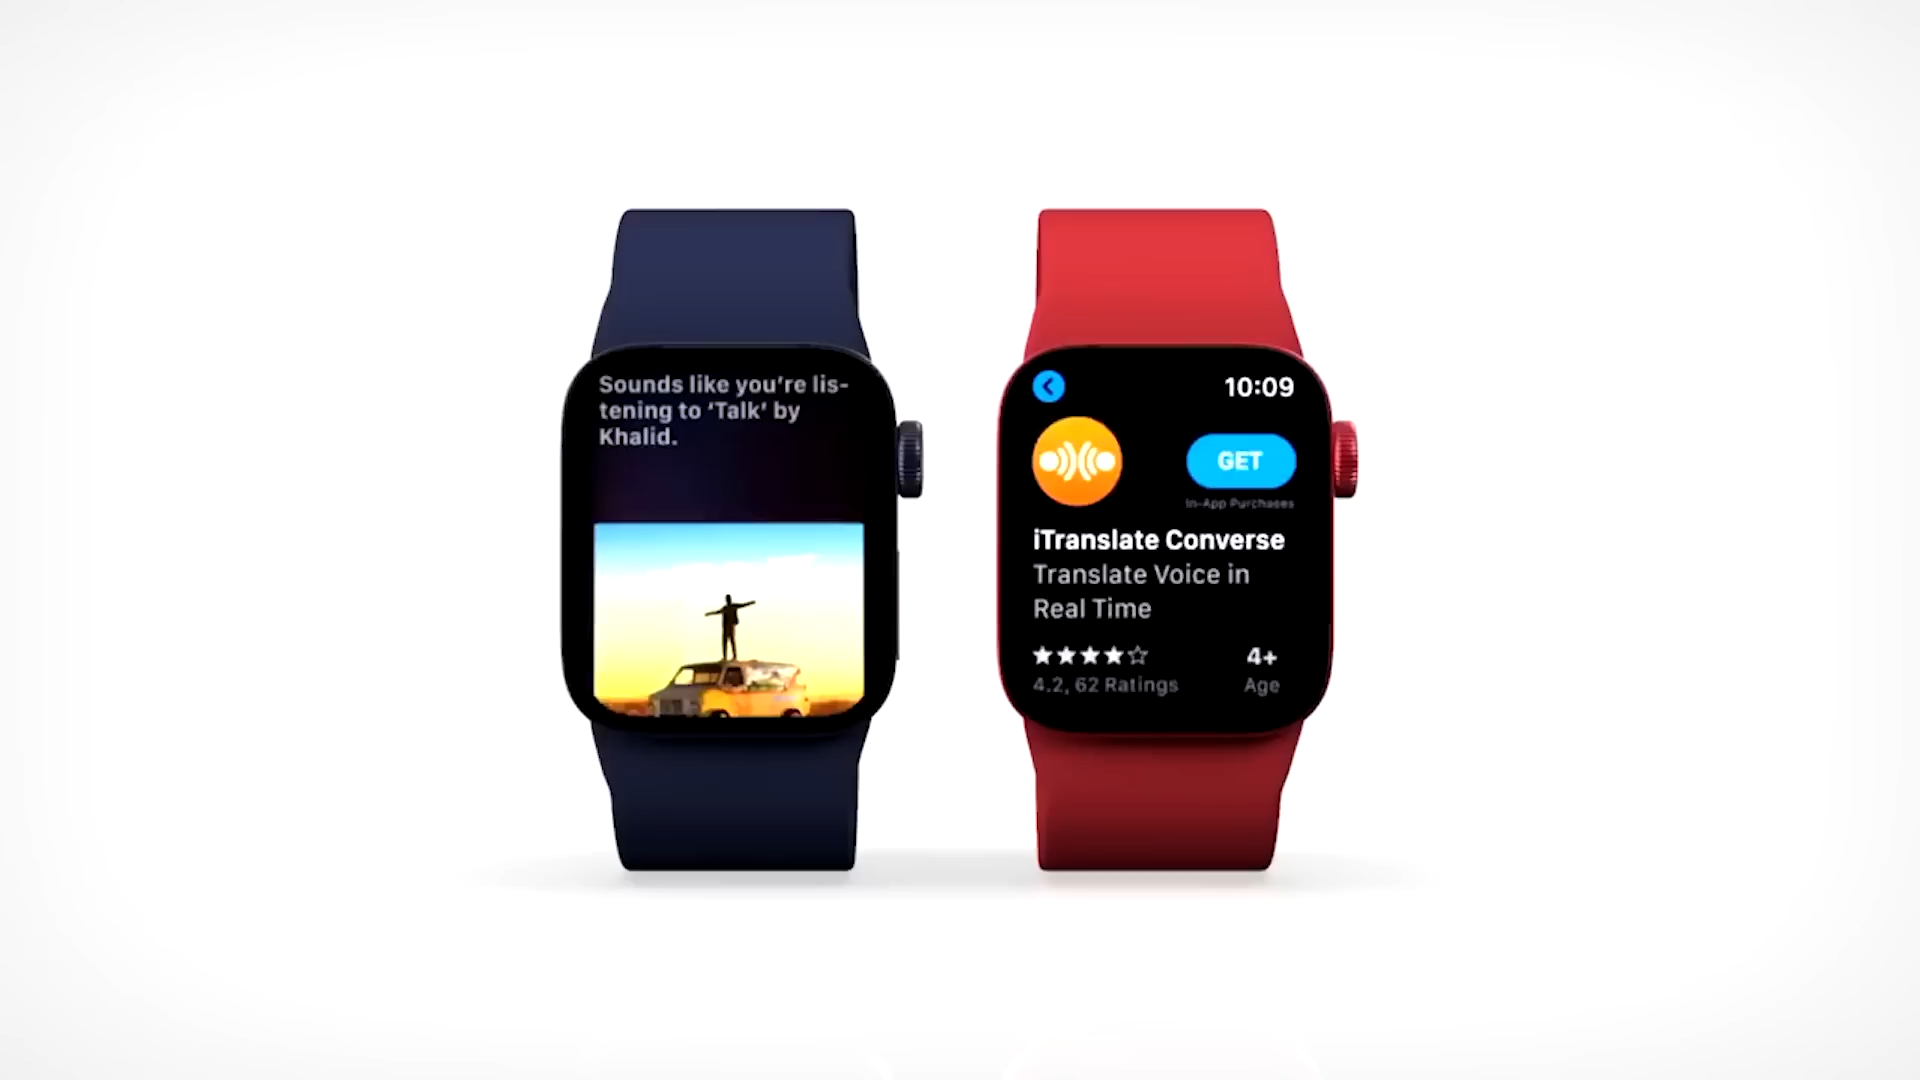 Sounds like you're lis-
tening to 'Talk' by
Khalid.
10:09
GET
In-App Purchases
iTranslate Converse
Translate Voice in
Real Time
4.2, 62 Ratings
4+
Age